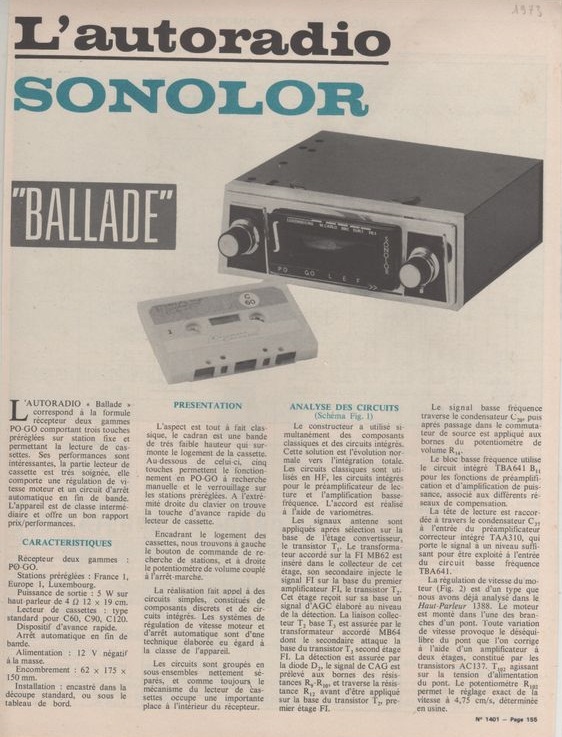 1973
L'autoradio
SONOLOR
"BALLADE"
L'AUTORADIO « Ballade »
correspond à la formule
récepteur deux gammes
PO-GO comportant trois touches
préréglées sur station fixe et
permettant la lecture de cas-
settes. Ses performances sont
intéressantes, la partie lecteur de
cassette est très soignée, elle
comporte une régulation de vi-
tesse moteur et un circuit d'arrêt
automatique en fin de bande.
L'appareil est de classe intermé-
diaire et offre un bon rapport
prix/performances.
CARACTERISTIQUES
Récepteur deux gammes :
PO-GO.
Stations préréglées : France 1,
Europe 1, Luxembourg.
Puissance de sortie : 5 W sur
haut-parleur de 4 Ω 12 x 19 cm.
Lecteur de cassettes : type
standard pour C60, C90, C120.
Dispositif d'avance rapide.
Arrêt automatique en fin de
bande.
Alimentation : 12 V négatif
à la masse.
Encombrement : 62 x 175 x
150 mm.
Installation : encastré dans la
découpe standard, ou sous le
tableau de bord.
PRESENTATION
L'aspect est tout à fait clas-
sique, le cadran est une bande
de très faible hauteur qui sur-
monte le logement de la cassette.
Au-dessous de celui-ci, cinq
touches permettent le fonction-
nement en PO-GO à recherche
manuelle et le verrouillage sur
les stations préréglées. A l'extré-
mité droite du clavier on trouve
la touche d'avance rapide du
lecteur de cassette.
Encadrant le logement des
cassettes, nous trouvons à gauche
le bouton de commande de re-
cherche de stations, et à droite
le potentiomètre de volume couplé
à l'arrêt-marche.
La réalisation fait appel à des
circuits simples, constitués de
composants discrets et de cir-
cuits intégrés. Les systèmes de
régulation de vitesse moteur et
d'arrêt automatique sont d'une
technique élaborée eu égard à
la classe de l'appareil.
Les circuits sont groupés en
sous-ensembles nettement sé-
parés, et comme toujours le
mécanisme du lecteur de cas-
settes occupe une importante
place à l'intérieur du récepteur.
ANALYSE DES CIRCUITS
(Schéma Fig. 1)
Le constructeur a utilisé si-
multanément des composants
classiques et des circuits intégrés.
Cette solution est l'évolution nor-
male vers l'intégration totale.
Les circuits classiques sont uti-
lisés en HF, les circuits intégrés
pour le préamplificateur de lec-
ture et l'amplification basse-
fréquence. L'accord est réalisé
à l'aide de variomètres.
Les signaux antenne sont
appliqués après sélection sur la
base de l'étage convertisseur,
le transistor T1. Le transforma-
teur accordé sur la FI MB62 est
inséré dans le collecteur de cet
étage, son secondaire injecte le
signal FI sur la base du premier
amplificateur FI, le transistor T2.
Cet étage reçoit sur sa base un
signal d'AGC élaboré au niveau
de la détection. La liaison collec-
teur T2 base T3 est assurée par le
transformateur accordé MB64
dont le secondaire attaque la
base du transistor T3 second étage
FI. La détection est assurée par
la diode D2, le signal de CAG est
prélevé aux bornes des résis-
tances R9-R10, et traverse la résis-
tance R12 avant d'être appliqué
sur la base du transistor T2, pre-
mier étage FI.
Le signal basse fréquence
traverse le condensateur C20, puis
après passage dans le commuta-
teur de source est appliqué aux
bornes du potentiomètre de
volume R14.
Le bloc basse fréquence utilise
le circuit intégré TBA641 B11
pour les fonctions de préamplifi-
cation et d'amplification de puis-
sance, associé aux différents ré-
seaux de compensation.
La tête de lecture est raccor-
dée à travers le condensateur C27
à l'entrée du préamplificateur
correcteur intégré TAA310, qui
porte le signal à un niveau suffi-
sant pour être exploité à l'entrée
du circuit basse fréquence
TBA641.
La régulation de vitesse du mo-
teur (Fig. 2) est d'un type que
nous avons déjà analysé dans le
Haut-Parleur 1388. Le moteur
est monté dans l'une des bran-
ches d'un pont. Toute variation
de vitesse provoque le déséqui-
libre du pont que l'on corrige
à l'aide d'un amplificateur à
deux étages, constitué par les
transistors AC137. T102 agissant
sur la tension d'alimentation
du pont. Le potentiomètre R102
permet le réglage exact de la
vitesse à 4,75 cm/s, déterminée
en usine.
N° 1401 - Page 155
SONOLOR
PO GO L E F >>
C
60
1